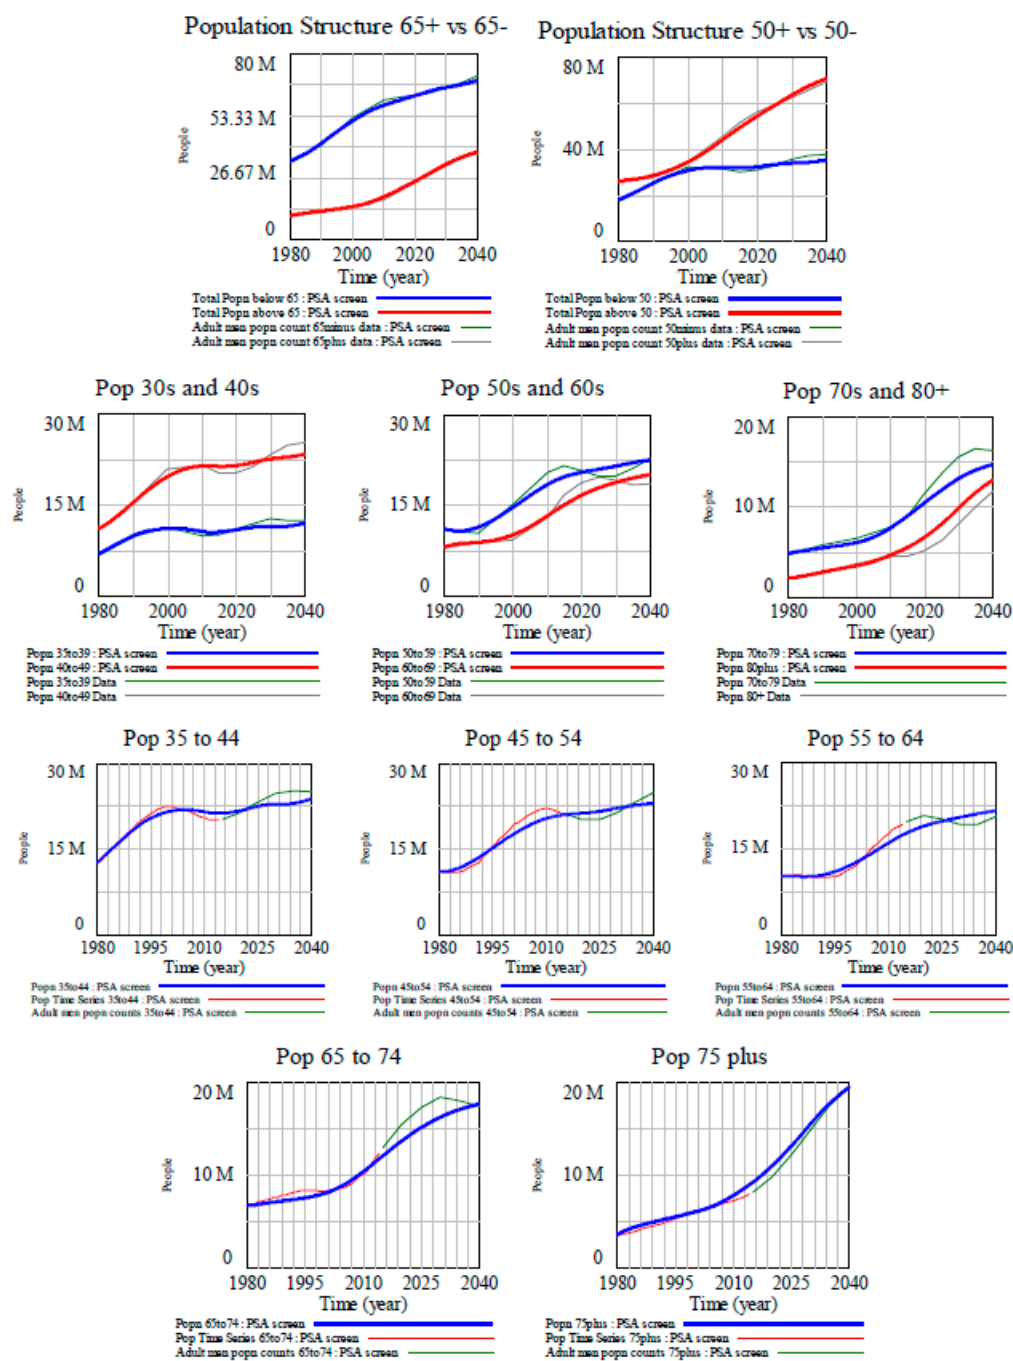 Population Structure 65+ vs 65-
80 M
53.33 M
26.67 M
0
People
1980 2000 2020 2040
Time (year)
Total Popn below 65 : PSA screen
Total Popn above 65 : PSA screen
Adult men popn count 65minus data : PSA screen
Adult men popn count 65plus data : PSA screen
Population Structure 50+ vs 50-
80 M
40 M
0
People
1980 2000 2020 2040
Time (year)
Total Popn below 50 : PSA screen
Total Popn above 50 : PSA screen
Adult men popn count 50minus data : PSA screen
Adult men popn count 50plus data : PSA screen
Pop 30s and 40s
30 M
15 M
0
People
1980 2000 2020 2040
Time (year)
Popn 35to39 : PSA screen
Popn 40to49 : PSA screen
Popn 35to39 Data
Popn 40to49 Data
Pop 50s and 60s
30 M
15 M
0
People
1980 2000 2020 2040
Time (year)
Popn 50to59 : PSA screen
Popn 60to69 : PSA screen
Popn 50to59 Data
Popn 60to69 Data
Pop 70s and 80+
20 M
10 M
0
People
1980 2000 2020 2040
Time (year)
Popn 70to79 : PSA screen
Popn 80plus : PSA screen
Popn 70to79 Data
Popn 80+ Data
Pop 35 to 44
30 M
15 M
0
People
1980 1995 2010 2025 2040
Time (year)
Popn 35to44 : PSA screen
Pop Time Series 35to44 : PSA screen
Adult men popn counts 35to44 : PSA screen
Pop 45 to 54
30 M
15 M
0
People
1980 1995 2010 2025 2040
Time (year)
Popn 45to54 : PSA screen
Pop Time Series 45to54 : PSA screen
Adult men popn counts 45to54 : PSA screen
Pop 55 to 64
30 M
15 M
0
People
1980 1995 2010 2025 2040
Time (year)
Popn 55to64 : PSA screen
Pop Time Series 55to64 : PSA screen
Adult men popn counts 55to64 : PSA screen
Pop 65 to 74
20 M
10 M
0
People
1980 1995 2010 2025 2040
Time (year)
Popn 65to74 : PSA screen
Pop Time Series 65to74 : PSA screen
Adult men popn counts 65to74 : PSA screen
Pop 75 plus
20 M
10 M
0
People
1980 1995 2010 2025 2040
Time (year)
Popn 75plus : PSA screen
Pop Time Series 75plus : PSA screen
Adult men popn counts 75plus : PSA screen